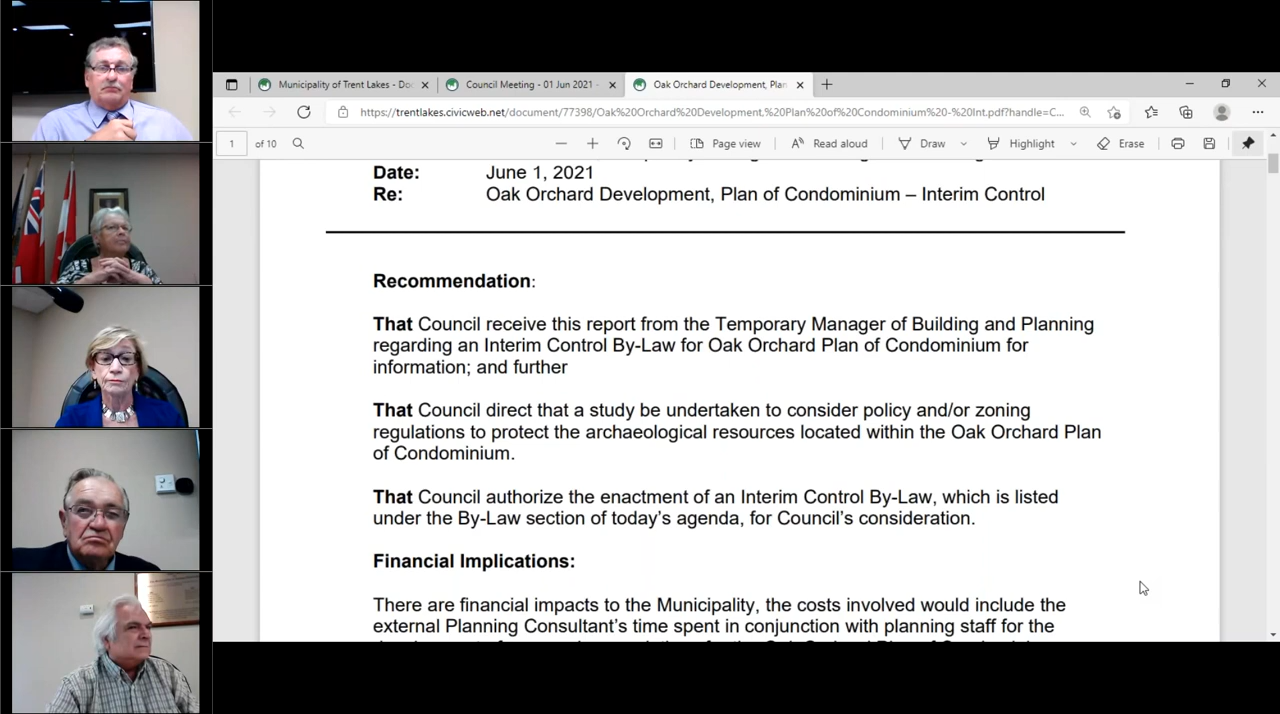 Municipality of Trent Lakes - Doc
Council Meeting - 01 Jun 2021 -
Oak Orchard Development, Plan
https://trentlakes.civicweb.net/document/77398/Oak%20Orchard%20Development,%20Plan%20of%20Condominium%20-%20Int.pdf?handle=C...
1 of 10
Page view
Read aloud
Draw
Highlight
Erase
Date: June 1, 2021
Re: Oak Orchard Development, Plan of Condominium – Interim Control
Recommendation:
That Council receive this report from the Temporary Manager of Building and Planning
regarding an Interim Control By-Law for Oak Orchard Plan of Condominium for
information; and further
That Council direct that a study be undertaken to consider policy and/or zoning
regulations to protect the archaeological resources located within the Oak Orchard Plan
of Condominium.
That Council authorize the enactment of an Interim Control By-Law, which is listed
under the By-Law section of today's agenda, for Council's consideration.
Financial Implications:
There are financial impacts to the Municipality, the costs involved would include the
external Planning Consultant's time spent in conjunction with planning staff for the